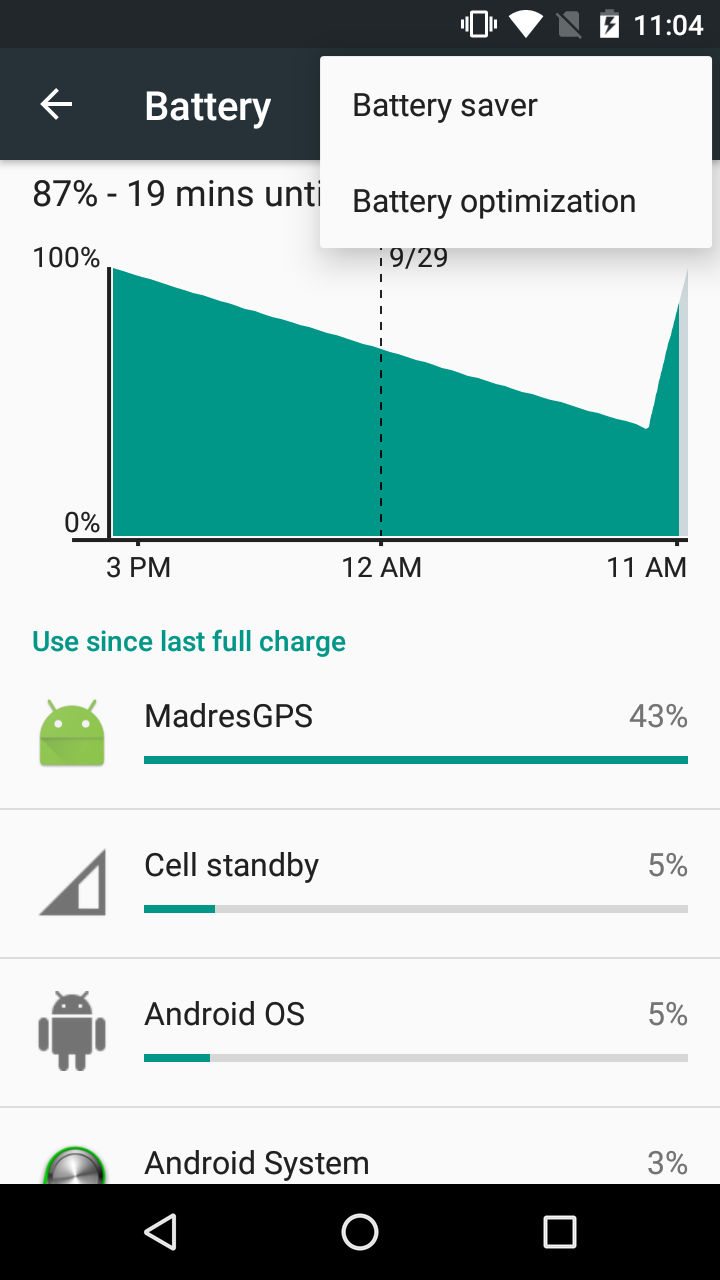 11:04
Battery
Battery saver
Battery optimization
87% - 19 mins unti
100%
9/29
0%
3 PM 12 AM 11 AM
Use since last full charge
MadresGPS 43%
Cell standby 5%
Android OS 5%
Android System 3%